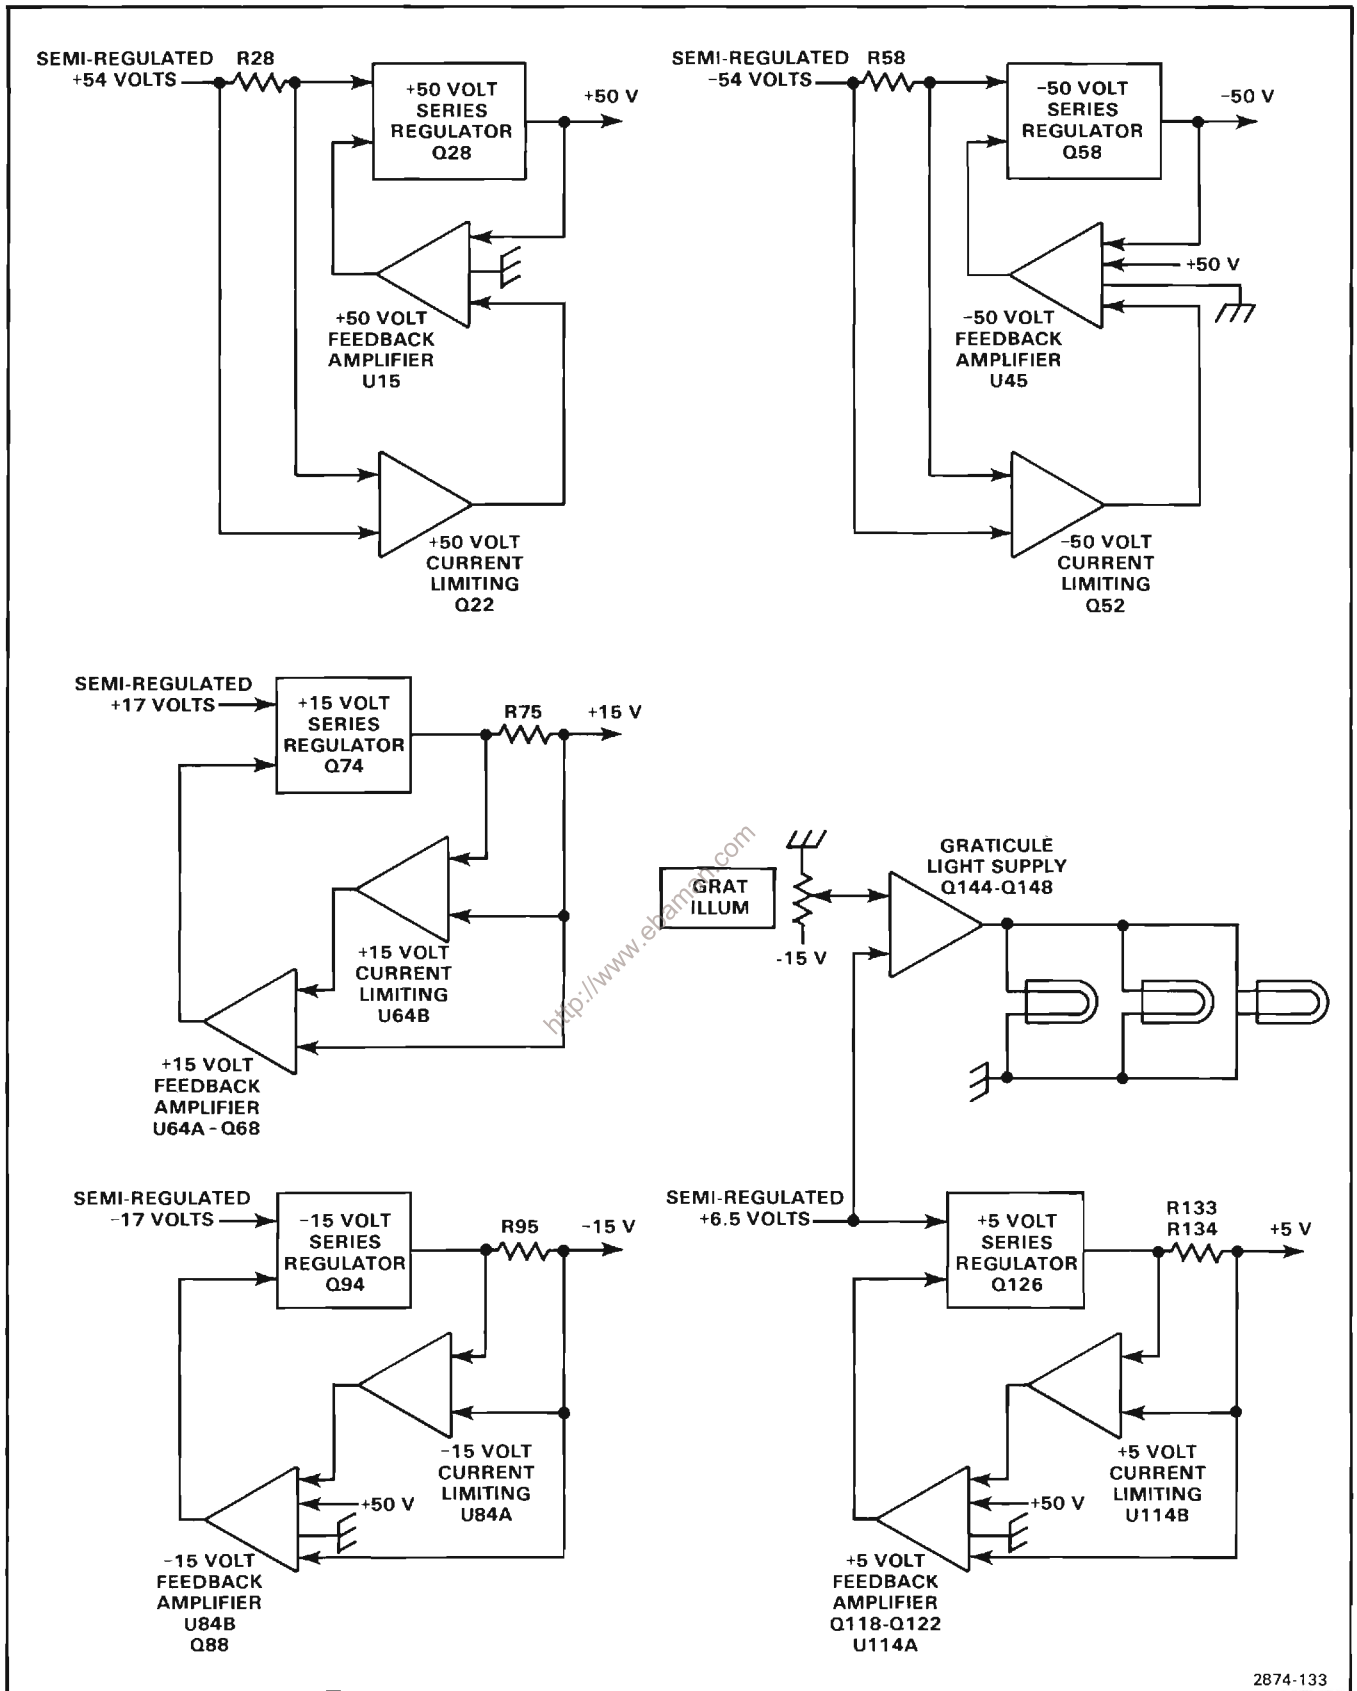 SEMI-REGULATED
+54 VOLTS
R28
+50 VOLT
SERIES
REGULATOR
Q28
+50 V
+50 VOLT
FEEDBACK
AMPLIFIER
U15
+50 VOLT
CURRENT
LIMITING
Q22
SEMI-REGULATED
-54 VOLTS
R58
-50 VOLT
SERIES
REGULATOR
Q58
-50 V
+50 V
-50 VOLT
FEEDBACK
AMPLIFIER
U45
-50 VOLT
CURRENT
LIMITING
Q52
SEMI-REGULATED
+17 VOLTS
+15 VOLT
SERIES
REGULATOR
Q74
R75
+15 V
+15 VOLT
CURRENT
LIMITING
U64B
+15 VOLT
FEEDBACK
AMPLIFIER
U64A - Q68
GRAT
ILLUM
-15 V
GRATICULE
LIGHT SUPPLY
Q144-Q148
http://www.ebaman.com
SEMI-REGULATED
-17 VOLTS
-15 VOLT
SERIES
REGULATOR
Q94
R95
-15 V
-15 VOLT
CURRENT
LIMITING
U84A
+50 V
-15 VOLT
FEEDBACK
AMPLIFIER
U84B
Q88
SEMI-REGULATED
+6.5 VOLTS
+5 VOLT
SERIES
REGULATOR
Q126
R133
R134
+5 V
+5 VOLT
CURRENT
LIMITING
U114B
+50 V
+5 VOLT
FEEDBACK
AMPLIFIER
Q118-Q122
U114A
2874-133